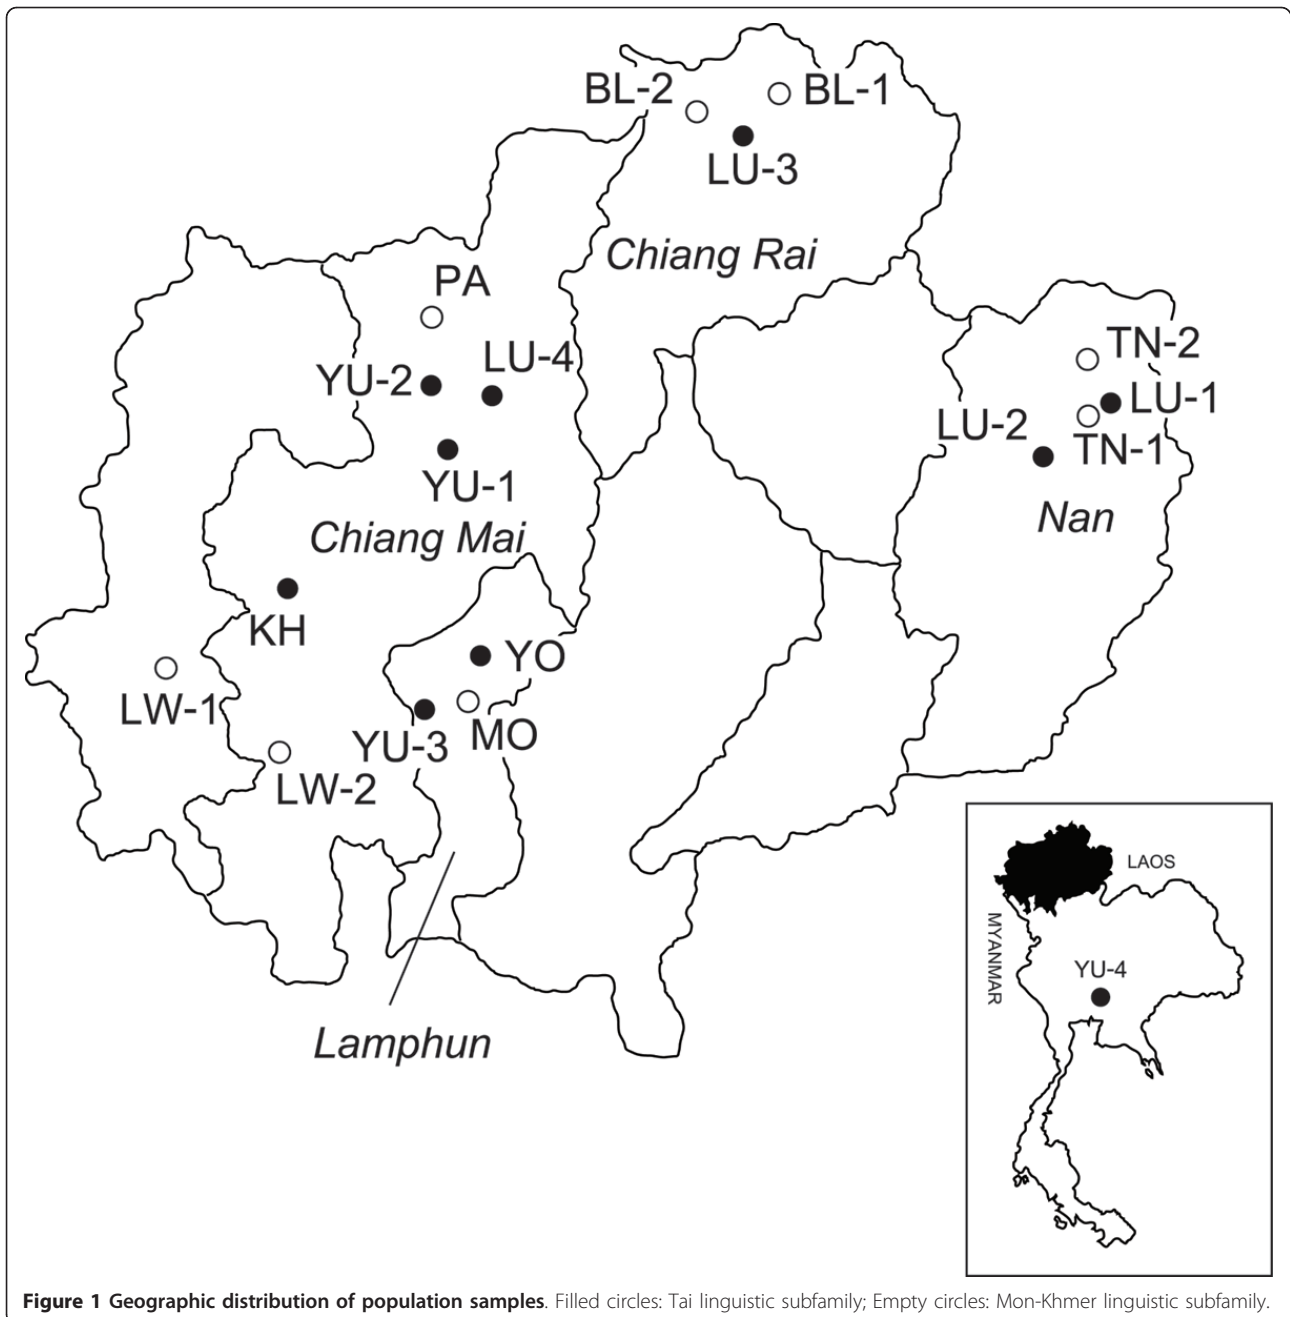 BL-2
BL-1
LU-3
Chiang Rai
PA
LU-4
YU-2
YU-1
Chiang Mai
TN-2
LU-1
LU-2
TN-1
Nan
KH
YO
LW-1
YU-3
MO
LW-2
Lamphun
LAOS
MYANMAR
YU-4
Figure 1 Geographic distribution of population samples. Filled circles: Tai linguistic subfamily; Empty circles: Mon-Khmer linguistic subfamily.